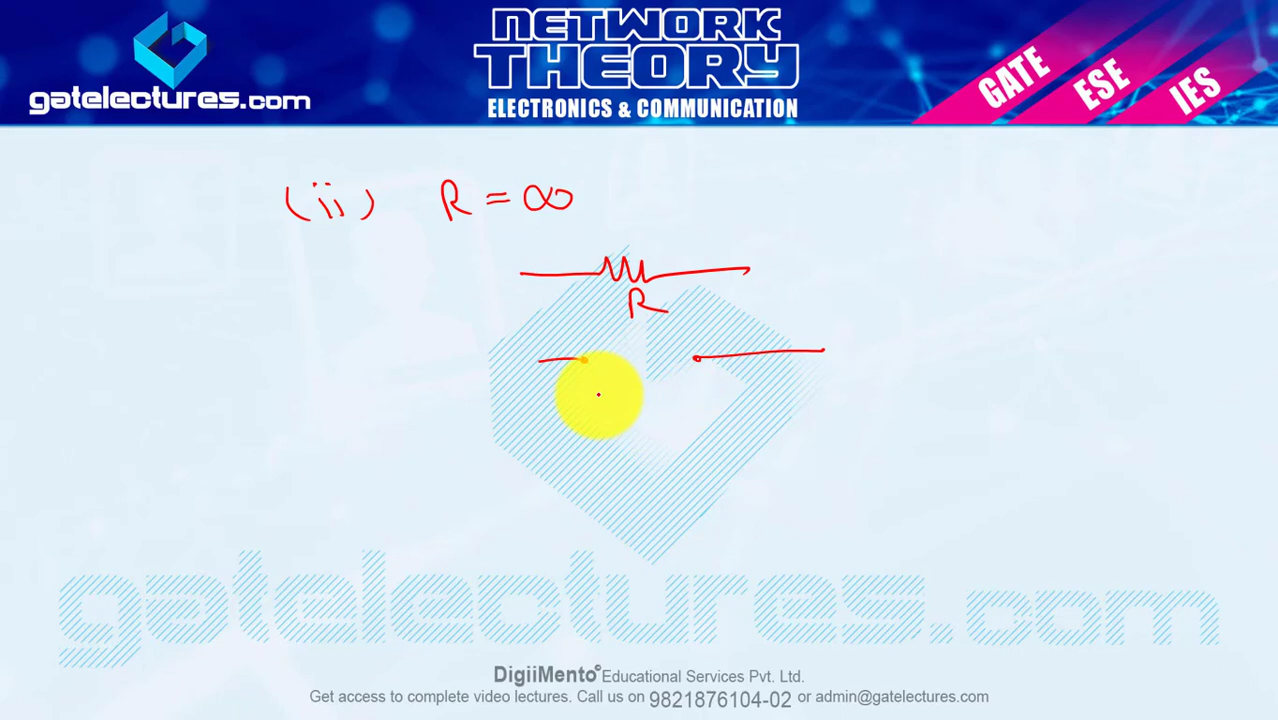 gatelectures.com
NETWORK
THEORY
ELECTRONICS & COMMUNICATION
GATE
ESE
IES
(ii) R = ∞
R
gatelectures.com
DigiiMento© Educational Services Pvt. Ltd.
Get access to complete video lectures. Call us on 9821876104-02 or admin@gatelectures.com